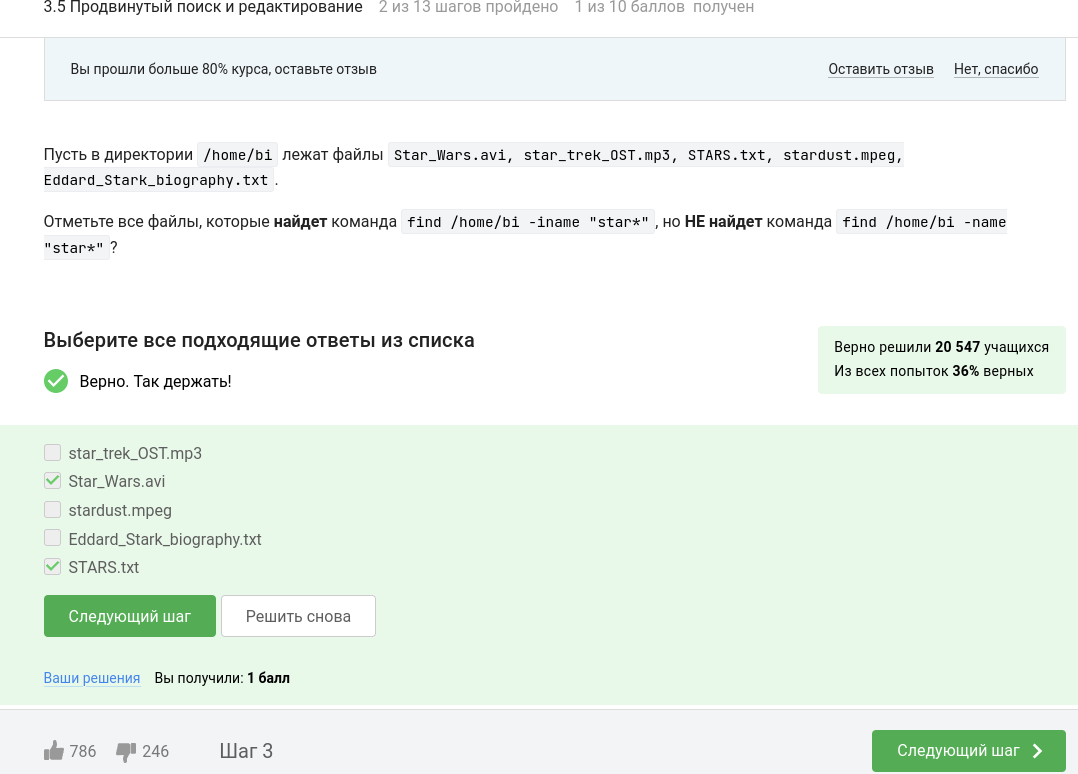 3.5 Продвинутый поиск и редактирование 2 из 13 шагов пройдено 1 из 10 баллов получен
Вы прошли больше 80% курса, оставьте отзыв Оставить отзыв Нет, спасибо
Пусть в директории /home/bi лежат файлы Star_Wars.avi, star_trek_OST.mp3, STARS.txt, stardust.mpeg,
Eddard_Stark_biography.txt.
Отметьте все файлы, которые найдет команда find /home/bi -iname "star*", но НЕ найдет команда find /home/bi -name
"star*"?
Выберите все подходящие ответы из списка
Верно решили 20 547 учащихся
Из всех попыток 36% верных
Верно. Так держать!
star_trek_OST.mp3
Star_Wars.avi
stardust.mpeg
Eddard_Stark_biography.txt
STARS.txt
Следующий шаг Решить снова
Ваши решения Вы получили: 1 балл
786 246 Шаг 3 Следующий шаг